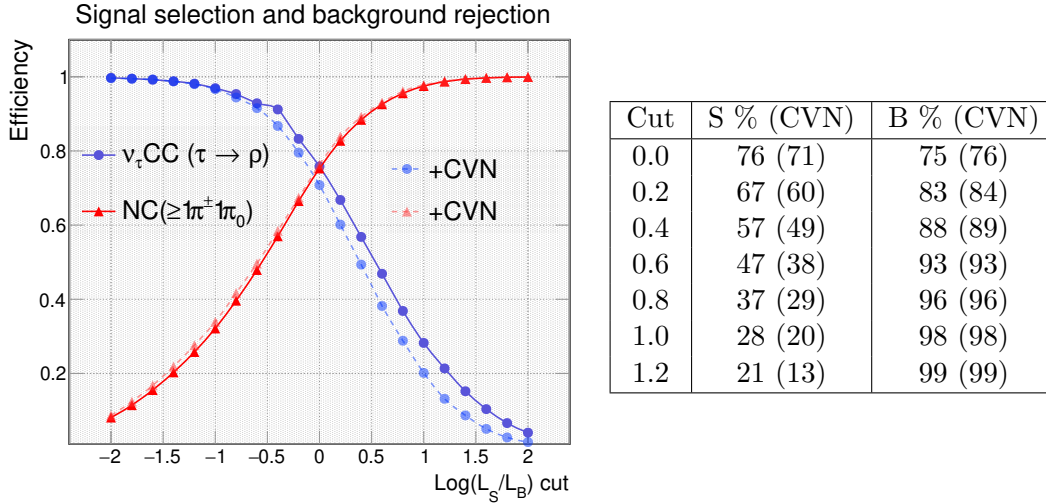 Signal selection and background rejection
Efficiency
1
0.8
0.6
0.4
0.2
ντCC (τ → ρ)
+CVN
NC(≥1π±1π0)
+CVN
−2 −1.5 −1 −0.5 0 0.5 1 1.5 2
Log(LS/LB) cut
Cut S % (CVN) B % (CVN)
0.0 76 (71) 75 (76)
0.2 67 (60) 83 (84)
0.4 57 (49) 88 (89)
0.6 47 (38) 93 (93)
0.8 37 (29) 96 (96)
1.0 28 (20) 98 (98)
1.2 21 (13) 99 (99)